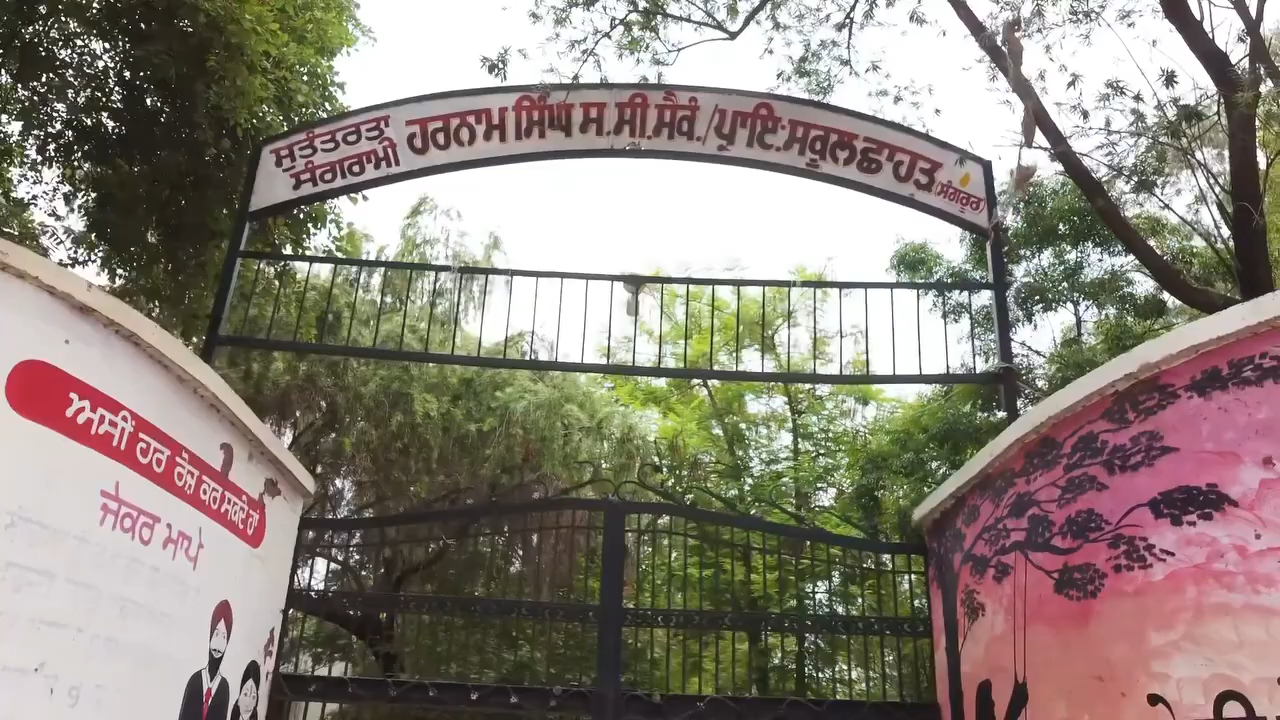 ਸੁਤੰਤਰਤਾ
ਸੰਗਰਾਮੀ
ਹਰਨਾਮ ਸਿੰਘ ਸ.ਸੀ.ਸੈਕੰ./ਪ੍ਰਾਇ:ਸਕੂਲ ਛਾਹੜ (ਸੰਗਰੂਰ)
ਅਸੀਂ ਹਰ ਰੋਜ਼ ਕਰ ਸਕਦੇ ਹਾਂ
ਜੇਕਰ ਮਾਪੇ